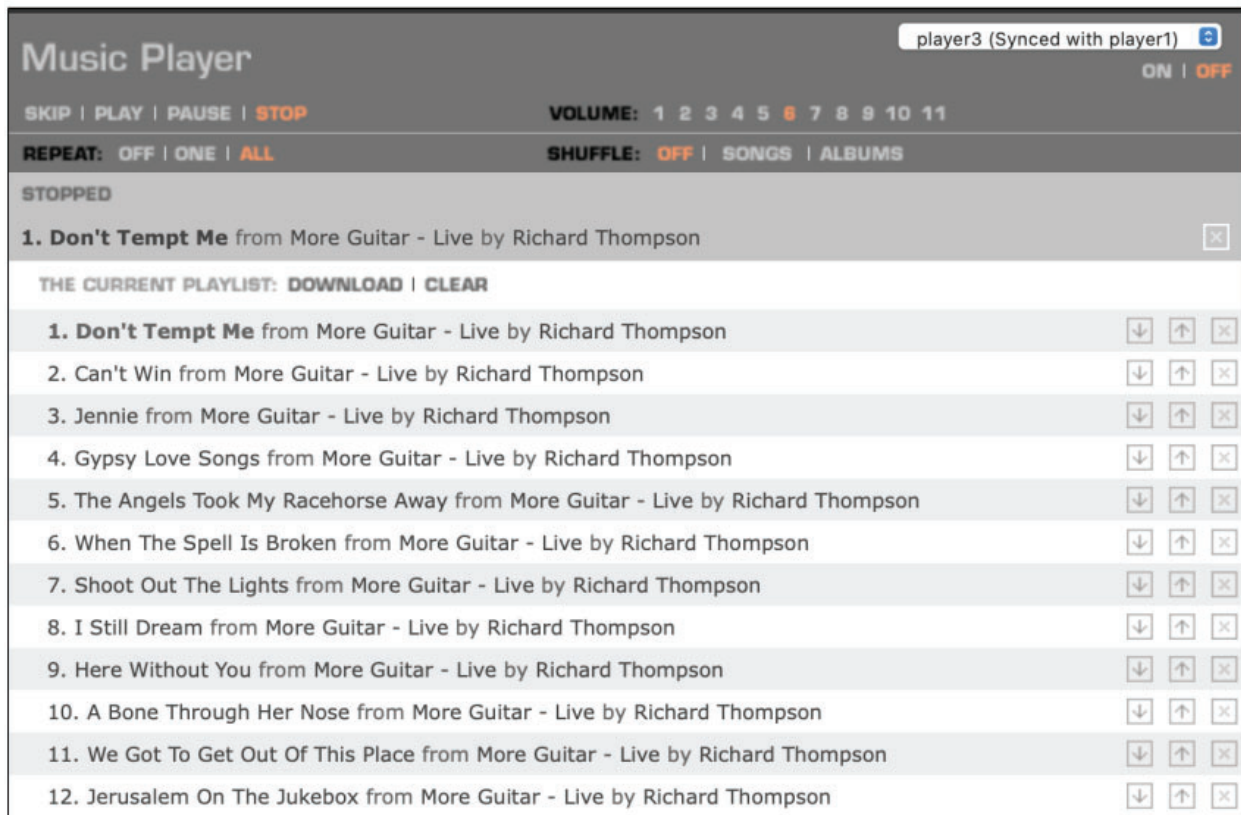 player3 (Synced with player1)
Music Player
ON | OFF
SKIP | PLAY | PAUSE | STOP VOLUME: 1 2 3 4 5 6 7 8 9 10 11
REPEAT: OFF | ONE | ALL SHUFFLE: OFF | SONGS | ALBUMS
STOPPED
1. Don't Tempt Me from More Guitar - Live by Richard Thompson
THE CURRENT PLAYLIST: DOWNLOAD | CLEAR
1. Don't Tempt Me from More Guitar - Live by Richard Thompson
2. Can't Win from More Guitar - Live by Richard Thompson
3. Jennie from More Guitar - Live by Richard Thompson
4. Gypsy Love Songs from More Guitar - Live by Richard Thompson
5. The Angels Took My Racehorse Away from More Guitar - Live by Richard Thompson
6. When The Spell Is Broken from More Guitar - Live by Richard Thompson
7. Shoot Out The Lights from More Guitar - Live by Richard Thompson
8. I Still Dream from More Guitar - Live by Richard Thompson
9. Here Without You from More Guitar - Live by Richard Thompson
10. A Bone Through Her Nose from More Guitar - Live by Richard Thompson
11. We Got To Get Out Of This Place from More Guitar - Live by Richard Thompson
12. Jerusalem On The Jukebox from More Guitar - Live by Richard Thompson